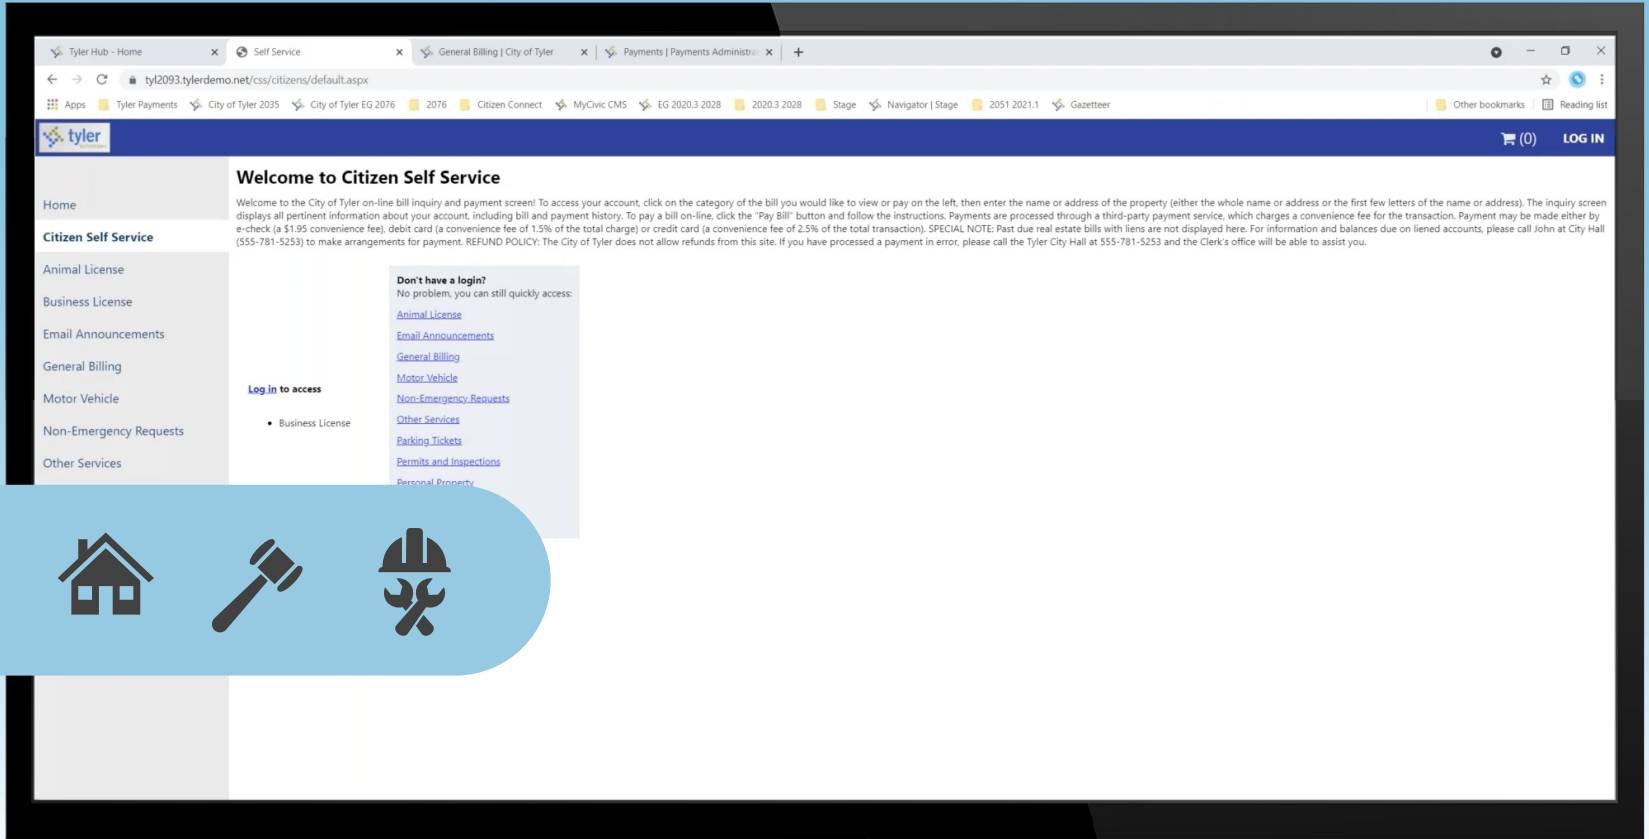 Tyler Hub - Home
Self Service
General Billing | City of Tyler
Payments | Payments Administra
tyl2093.tylerdemo.net/css/citizens/default.aspx
Apps Tyler Payments City of Tyler 2035 City of Tyler EG 2076 2076 Citizen Connect MyCivic CMS EG 2020.3 2028 2020.3 2028 Stage Navigator | Stage 2051 2021.1 Gazetteer Other bookmarks Reading list
tyler
(0) LOG IN
Welcome to Citizen Self Service
Welcome to the City of Tyler on-line bill inquiry and payment screen! To access your account, click on the category of the bill you would like to view or pay on the left, then enter the name or address of the property (either the whole name or address or the first few letters of the name or address). The inquiry screen
displays all pertinent information about your account, including bill and payment history. To pay a bill on-line, click the "Pay Bill" button and follow the instructions. Payments are processed through a third-party payment service, which charges a convenience fee for the transaction. Payment may be made either by
e-check (a $1.95 convenience fee), debit card (a convenience fee of 1.5% of the total charge) or credit card (a convenience fee of 2.5% of the total transaction). SPECIAL NOTE: Past due real estate bills with liens are not displayed here. For information and balances due on liened accounts, please call John at City Hall
(555-781-5253) to make arrangements for payment. REFUND POLICY: The City of Tyler does not allow refunds from this site. If you have processed a payment in error, please call the Tyler City Hall at 555-781-5253 and the Clerk's office will be able to assist you.
Home
Citizen Self Service
Animal License
Business License
Email Announcements
General Billing
Motor Vehicle
Non-Emergency Requests
Other Services
Log in to access
• Business License
Don't have a login?
No problem, you can still quickly access:
Animal License
Email Announcements
General Billing
Motor Vehicle
Non-Emergency Requests
Other Services
Parking Tickets
Permits and Inspections
Personal Property